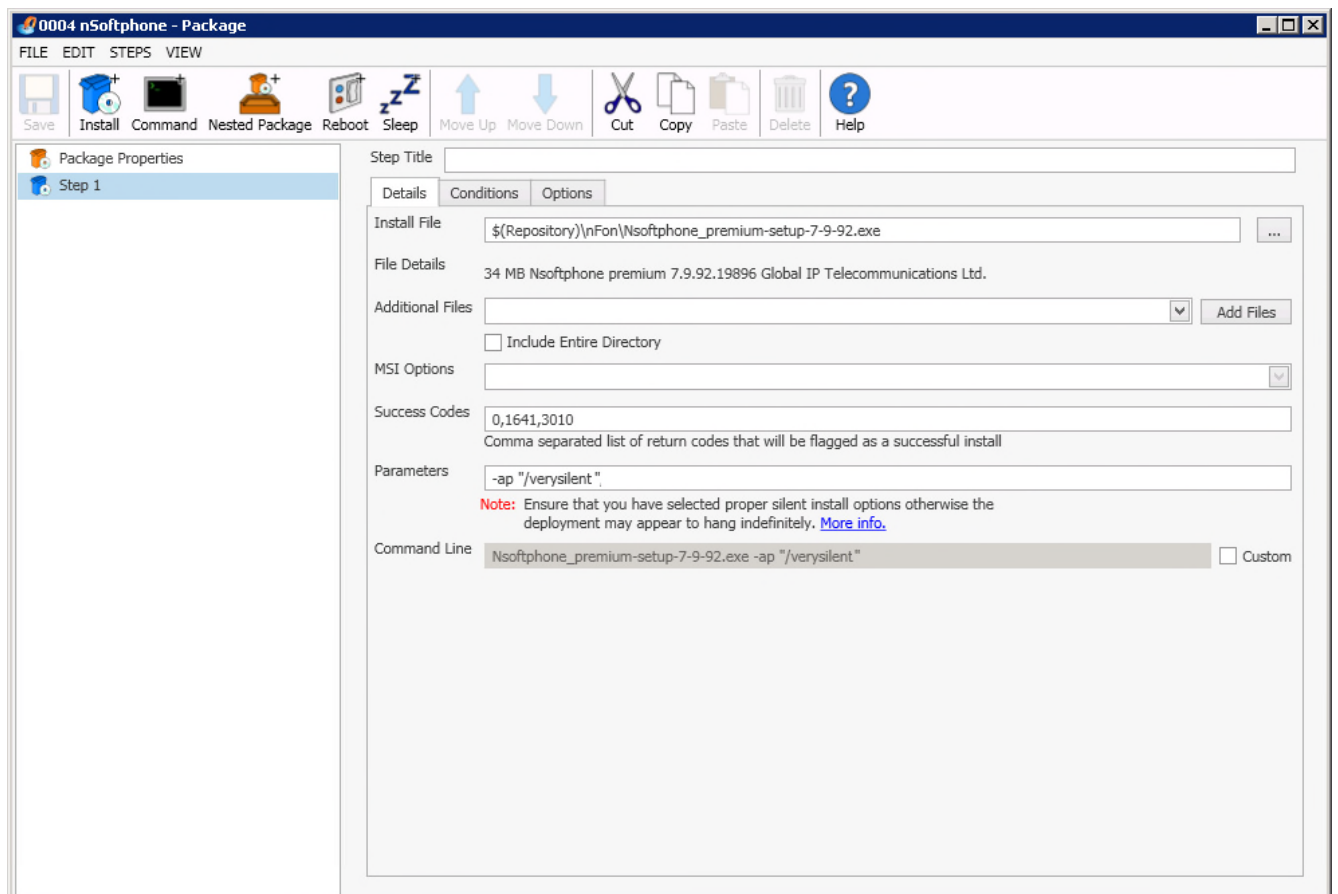 0004 nSoftphone - Package
FILE EDIT STEPS VIEW
Save Install Command Nested Package Reboot Sleep Move Up Move Down Cut Copy Paste Delete Help
Package Properties
Step 1
Step Title
Details Conditions Options
Install File $(Repository)\nFon\Nsoftphone_premium-setup-7-9-92.exe ...
File Details 34 MB Nsoftphone premium 7.9.92.19896 Global IP Telecommunications Ltd.
Additional Files Add Files
Include Entire Directory
MSI Options
Success Codes 0,1641,3010
Comma separated list of return codes that will be flagged as a successful install
Parameters -ap "/verysilent"
Note: Ensure that you have selected proper silent install options otherwise the
deployment may appear to hang indefinitely. More info.
Command Line Nsoftphone_premium-setup-7-9-92.exe -ap "/verysilent" Custom